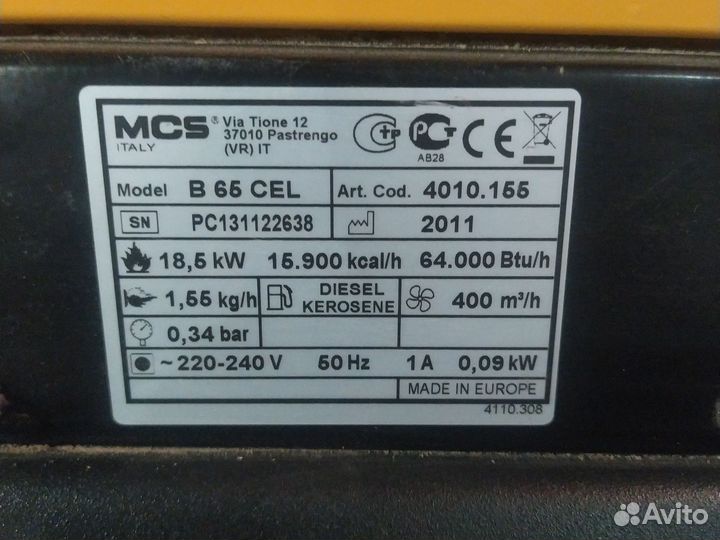 MCS® Via Tione 12
ITALY 37010 Pastrengo
(VR) IT
AB28
Model B 65 CEL Art. Cod. 4010.155
SN PC131122638 2011
18,5 kW 15.900 kcal/h 64.000 Btu/h
1,55 kg/h DIESEL KEROSENE 400 m³/h
0,34 bar
~ 220-240 V 50 Hz 1 A 0,09 kW
MADE IN EUROPE
4110.308
Avito